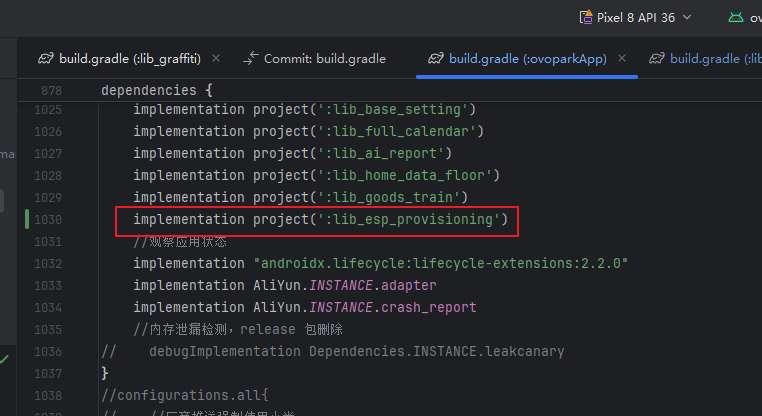 Pixel 8 API 36
build.gradle (:lib_graffiti)
Commit: build.gradle
build.gradle (:ovoparkApp)
build.gradle (:lib
878 dependencies {
1025 implementation project(':lib_base_setting')
1026 implementation project(':lib_full_calendar')
1027 implementation project(':lib_ai_report')
1028 implementation project(':lib_home_data_floor')
1029 implementation project(':lib_goods_train')
1030 implementation project(':lib_esp_provisioning')
1031 //观察应用状态
1032 implementation "androidx.lifecycle:lifecycle-extensions:2.2.0"
1033 implementation AliYun.INSTANCE.adapter
1034 implementation AliYun.INSTANCE.crash_report
1035 //内存泄漏检测，release 包删除
1036 // debugImplementation Dependencies.INSTANCE.leakcanary
1037 }
1038 //configurations.all{